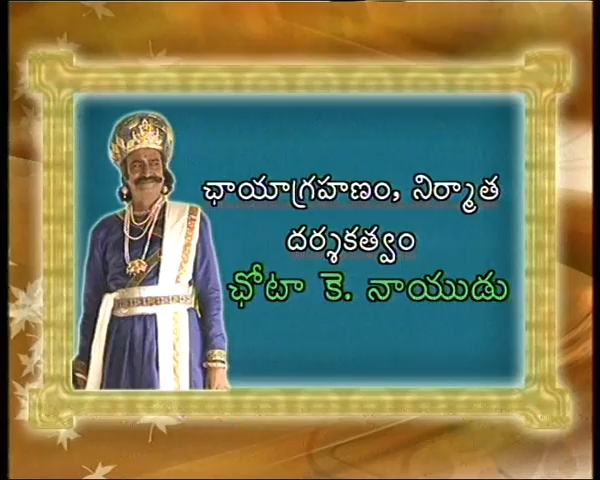 ఛాయాగ్రహణం, నిర్మాత
దర్శకత్వం
ఛోటా కె. నాయుడు